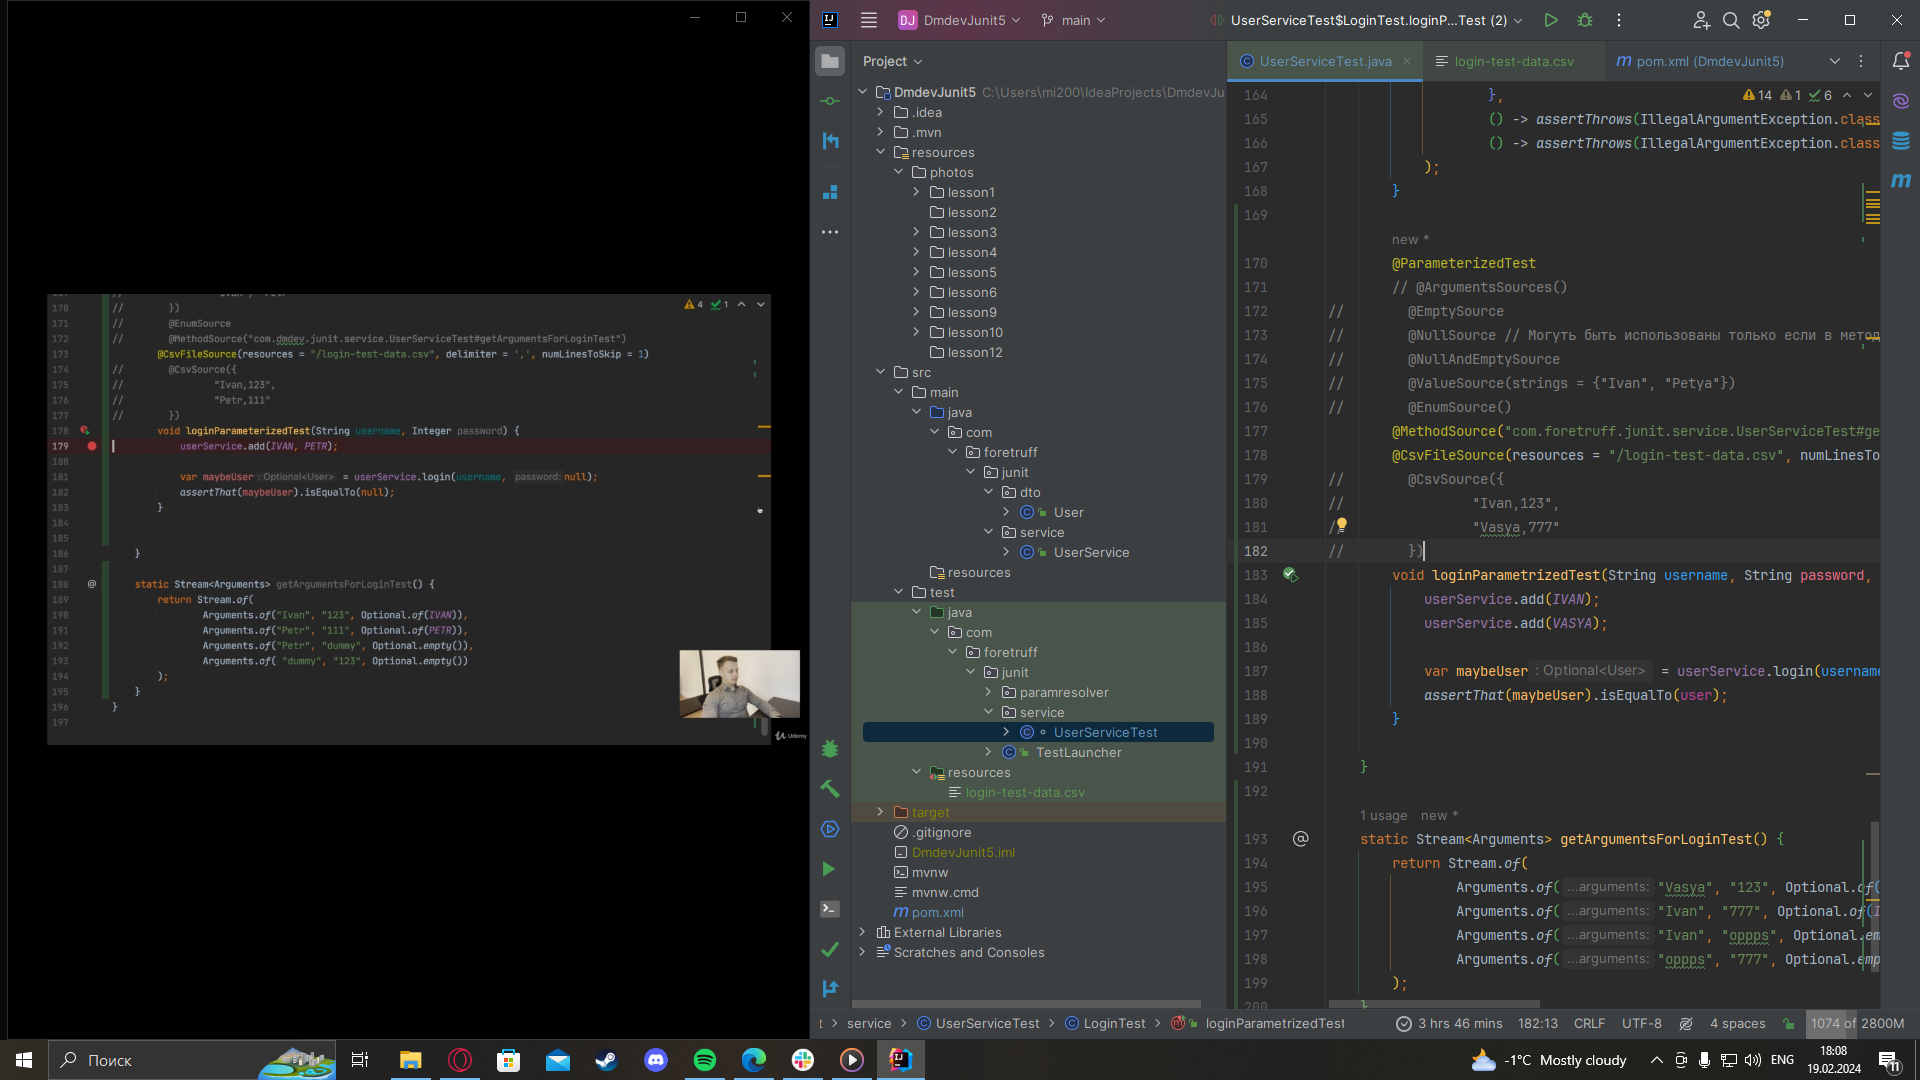 DJ DmdevJunit5 main UserServiceTest$LoginTest.loginP...Test (2)
Project
UserServiceTest.java
login-test-data.csv
pom.xml (DmdevJunit5)
DmdevJunit5 C:\Users\mi200\IdeaProjects\DmdevJu
.idea
.mvn
resources
photos
lesson1
lesson2
lesson3
lesson4
lesson5
lesson6
lesson9
lesson10
lesson12
src
main
java
com
foretruff
junit
dto
User
service
UserService
resources
test
java
com
foretruff
junit
paramresolver
service
UserServiceTest
TestLauncher
resources
login-test-data.csv
target
.gitignore
DmdevJunit5.iml
mvnw
mvnw.cmd
pom.xml
External Libraries
Scratches and Consoles
4 1
170 // })
171 // @EnumSource
172 // @MethodSource("com.dmdev.junit.service.UserServiceTest#getArgumentsForLoginTest")
173 @CsvFileSource(resources = "/login-test-data.csv", delimiter = ',', numLinesToSkip = 1)
174 // @CsvSource({
175 // "Ivan,123",
176 // "Petr,111"
177 // })
178 void loginParameterizedTest(String username, Integer password) {
179 userService.add(IVAN, PETR);
180
181 var maybeUser : Optional<User> = userService.login(username, password: null);
182 assertThat(maybeUser).isEqualTo(null);
183 }
184
185
186 }
187
188 @ static Stream<Arguments> getArgumentsForLoginTest() {
189 return Stream.of(
190 Arguments.of("Ivan", "123", Optional.of(IVAN)),
191 Arguments.of("Petr", "111", Optional.of(PETR)),
192 Arguments.of("Petr", "dummy", Optional.empty()),
193 Arguments.of( "dummy", "123", Optional.empty())
194 );
195 }
196 }
197
Udemy
14 1 6
164 },
165 () -> assertThrows(IllegalArgumentException.class
166 () -> assertThrows(IllegalArgumentException.class
167 );
168 }
169
new *
170 @ParameterizedTest
171 // @ArgumentsSources()
172 // @EmptySource
173 // @NullSource // Могуть быть использованы только если в метод
174 // @NullAndEmptySource
175 // @ValueSource(strings = {"Ivan", "Petya"})
176 // @EnumSource()
177 @MethodSource("com.foretruff.junit.service.UserServiceTest#ge
178 @CsvFileSource(resources = "/login-test-data.csv", numLinesTo
179 // @CsvSource({
180 // "Ivan,123",
181 / "Vasya,777"
182 // })
183 void loginParametrizedTest(String username, String password,
184 userService.add(IVAN);
185 userService.add(VASYA);
186
187 var maybeUser : Optional<User> = userService.login(username
188 assertThat(maybeUser).isEqualTo(user);
189 }
190
191 }
192
1 usage new *
193 @ static Stream<Arguments> getArgumentsForLoginTest() {
194 return Stream.of(
195 Arguments.of( ...arguments: "Vasya", "123", Optional.of(
196 Arguments.of( ...arguments: "Ivan", "777", Optional.of(I
197 Arguments.of( ...arguments: "Ivan", "oppps", Optional.em
198 Arguments.of( ...arguments: "oppps", "777", Optional.emp
199 );
200 }
t > service > UserServiceTest > LoginTest > loginParametrizedTest
3 hrs 46 mins 182:13 CRLF UTF-8 4 spaces 1074 of 2800M
Поиск
-1°C Mostly cloudy
ENG
18:08
19.02.2024
11